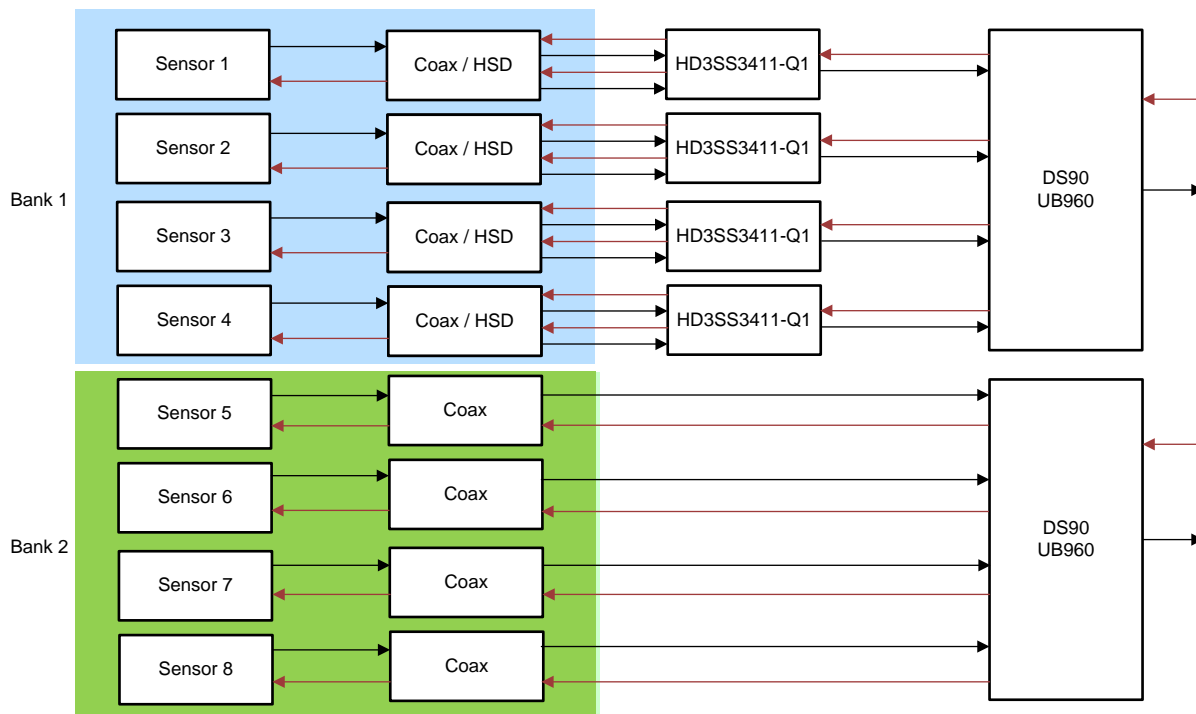 Bank 1
Sensor 1
Coax / HSD
HD3SS3411-Q1
Sensor 2
Coax / HSD
HD3SS3411-Q1
Sensor 3
Coax / HSD
HD3SS3411-Q1
Sensor 4
Coax / HSD
HD3SS3411-Q1
DS90
UB960
Bank 2
Sensor 5
Coax
Sensor 6
Coax
Sensor 7
Coax
Sensor 8
Coax
DS90
UB960